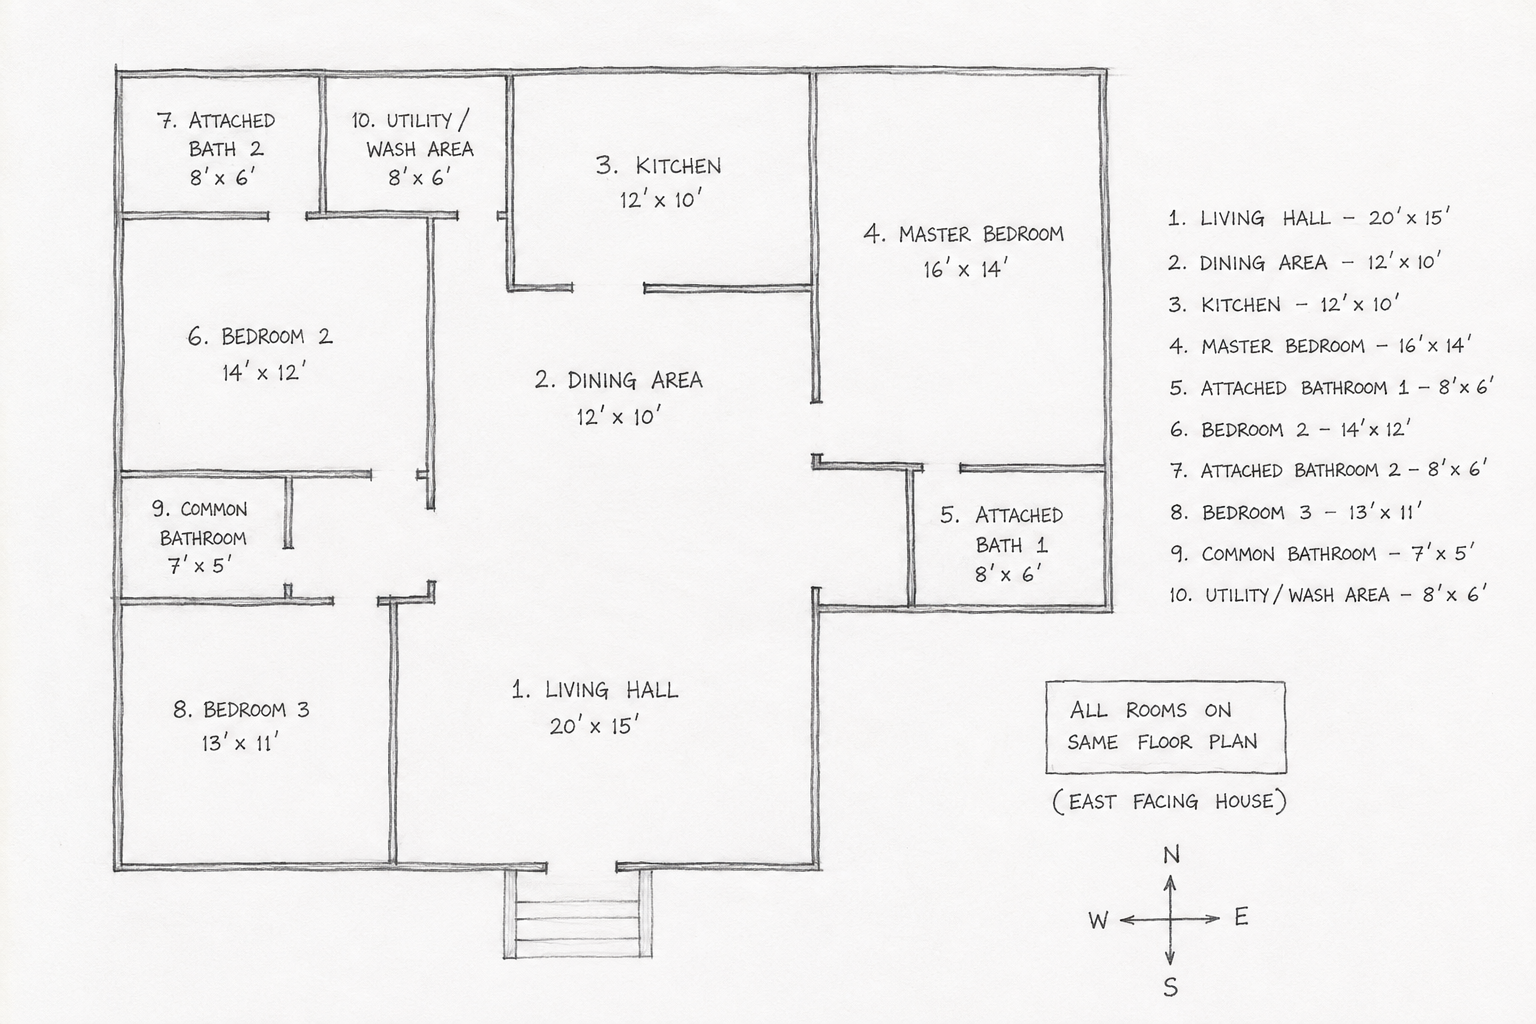 7. ATTACHED
BATH 2
8' x 6'
10. UTILITY /
WASH AREA
8' x 6'
3. KITCHEN
12' x 10'
4. MASTER BEDROOM
16' x 14'
6. BEDROOM 2
14' x 12'
2. DINING AREA
12' x 10'
9. COMMON
BATHROOM
7' x 5'
5. ATTACHED
BATH 1
8' x 6'
8. BEDROOM 3
13' x 11'
1. LIVING HALL
20' x 15'
1. LIVING HALL – 20' x 15'
2. DINING AREA – 12' x 10'
3. KITCHEN – 12' x 10'
4. MASTER BEDROOM – 16' x 14'
5. ATTACHED BATHROOM 1 – 8' x 6'
6. BEDROOM 2 – 14' x 12'
7. ATTACHED BATHROOM 2 – 8' x 6'
8. BEDROOM 3 – 13' x 11'
9. COMMON BATHROOM – 7' x 5'
10. UTILITY / WASH AREA – 8' x 6'
ALL ROOMS ON
SAME FLOOR PLAN
(EAST FACING HOUSE)
N
W E
S